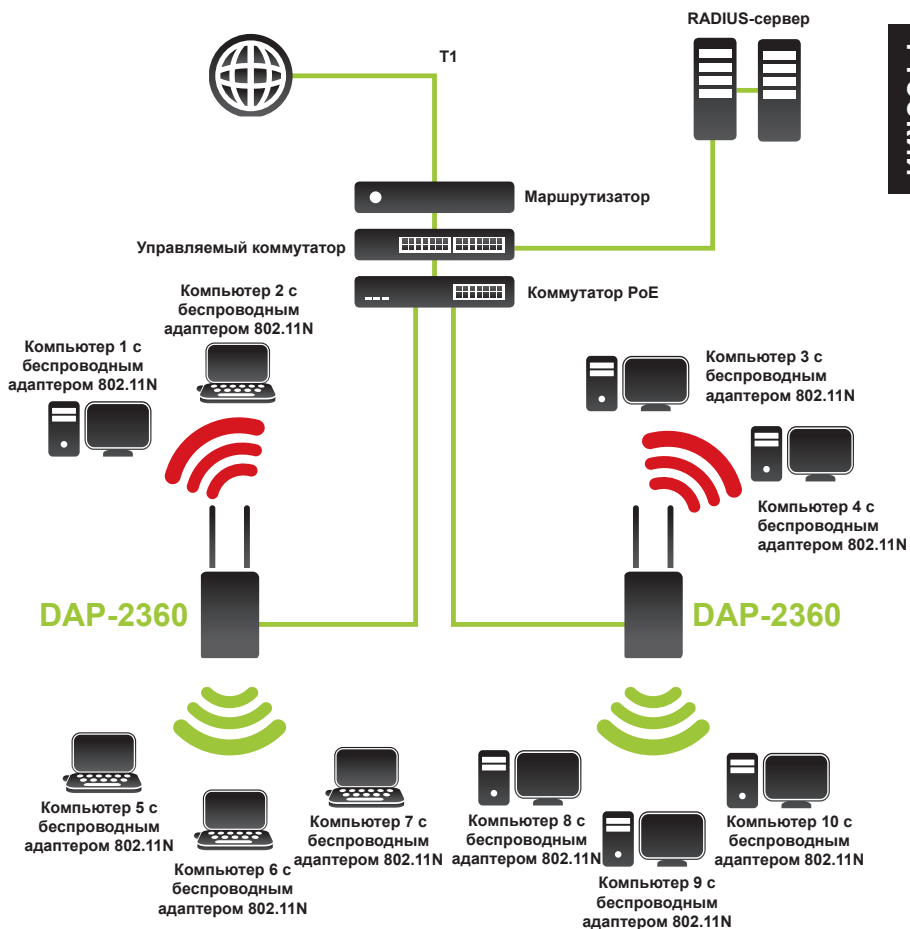 RADIUS-сервер
T1
Маршрутизатор
Управляемый коммутатор
Коммутатор PoE
Компьютер 2 с
беспроводным
адаптером 802.11N
Компьютер 1 с
беспроводным
адаптером 802.11N
Компьютер 3 с
беспроводным
адаптером 802.11N
Компьютер 4 с
беспроводным
адаптером 802.11N
DAP-2360
DAP-2360
Компьютер 5 с
беспроводным
адаптером 802.11N
Компьютер 6 с
беспроводным
адаптером 802.11N
Компьютер 7 с
беспроводным
адаптером 802.11N
Компьютер 8 с
беспроводным
адаптером 802.11N
Компьютер 9 с
беспроводным
адаптером 802.11N
Компьютер 10 с
беспроводным
адаптером 802.11N